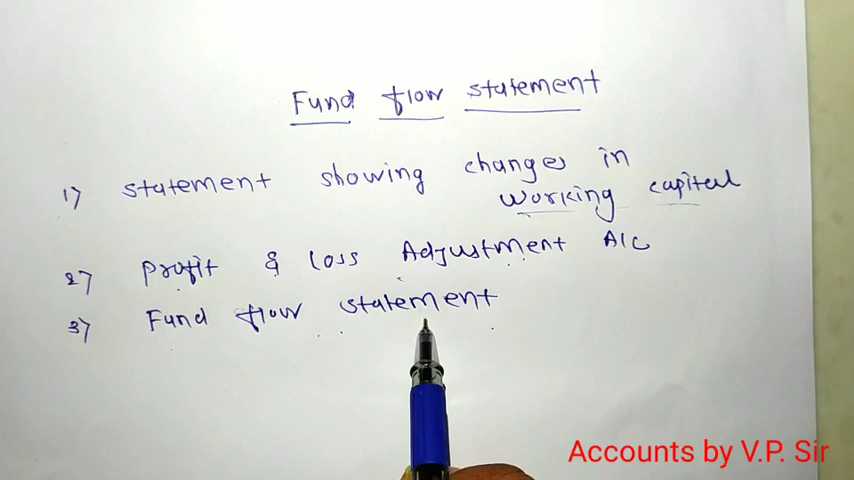 Fund flow statement
1) statement showing changes in
working capital
2) profit & loss Adjustment A/C
3) Fund flow statement
Accounts by V.P. Sir